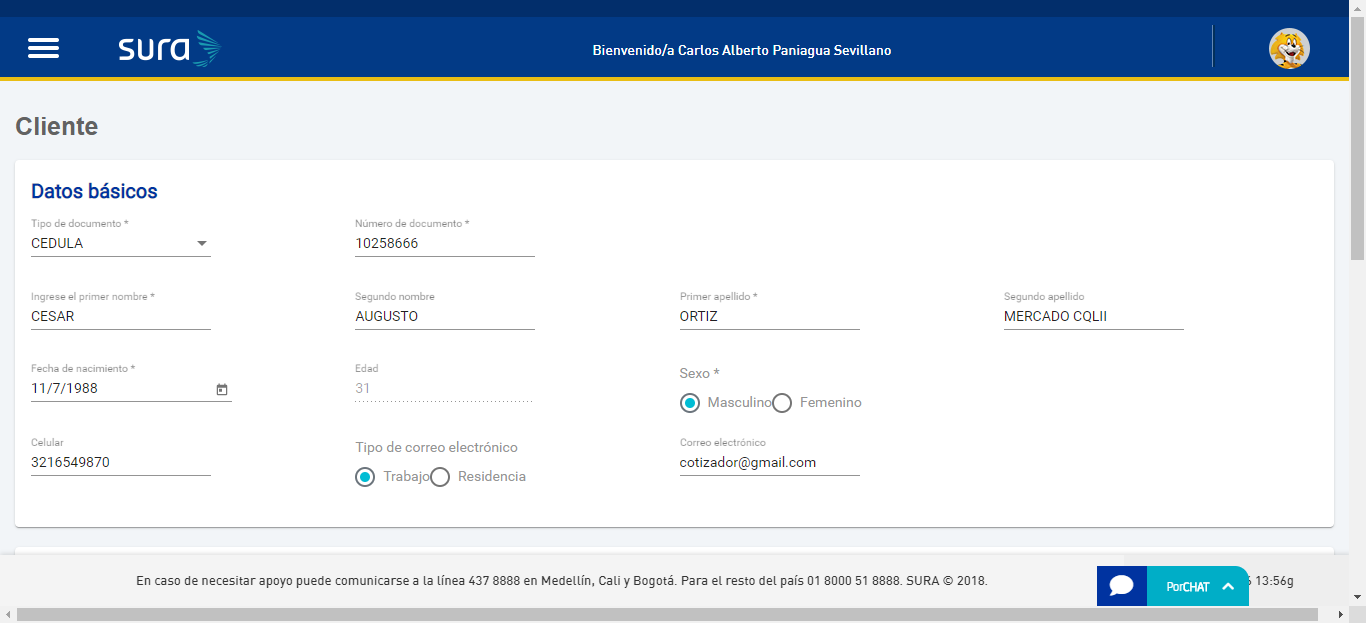 sura
Bienvenido/a Carlos Alberto Paniagua Sevillano
Cliente
Datos básicos
Tipo de documento *
CEDULA
Número de documento *
10258666
Ingrese el primer nombre *
CESAR
Segundo nombre
AUGUSTO
Primer apellido *
ORTIZ
Segundo apellido
MERCADO CQLII
Fecha de nacimiento *
11/7/1988
Edad
31
Sexo *
Masculino Femenino
Celular
3216549870
Tipo de correo electrónico
Trabajo Residencia
Correo electrónico
cotizador@gmail.com
En caso de necesitar apoyo puede comunicarse a la línea 437 8888 en Medellín, Cali y Bogotá. Para el resto del país 01 8000 51 8888. SURA © 2018.
PorCHAT
13:56g